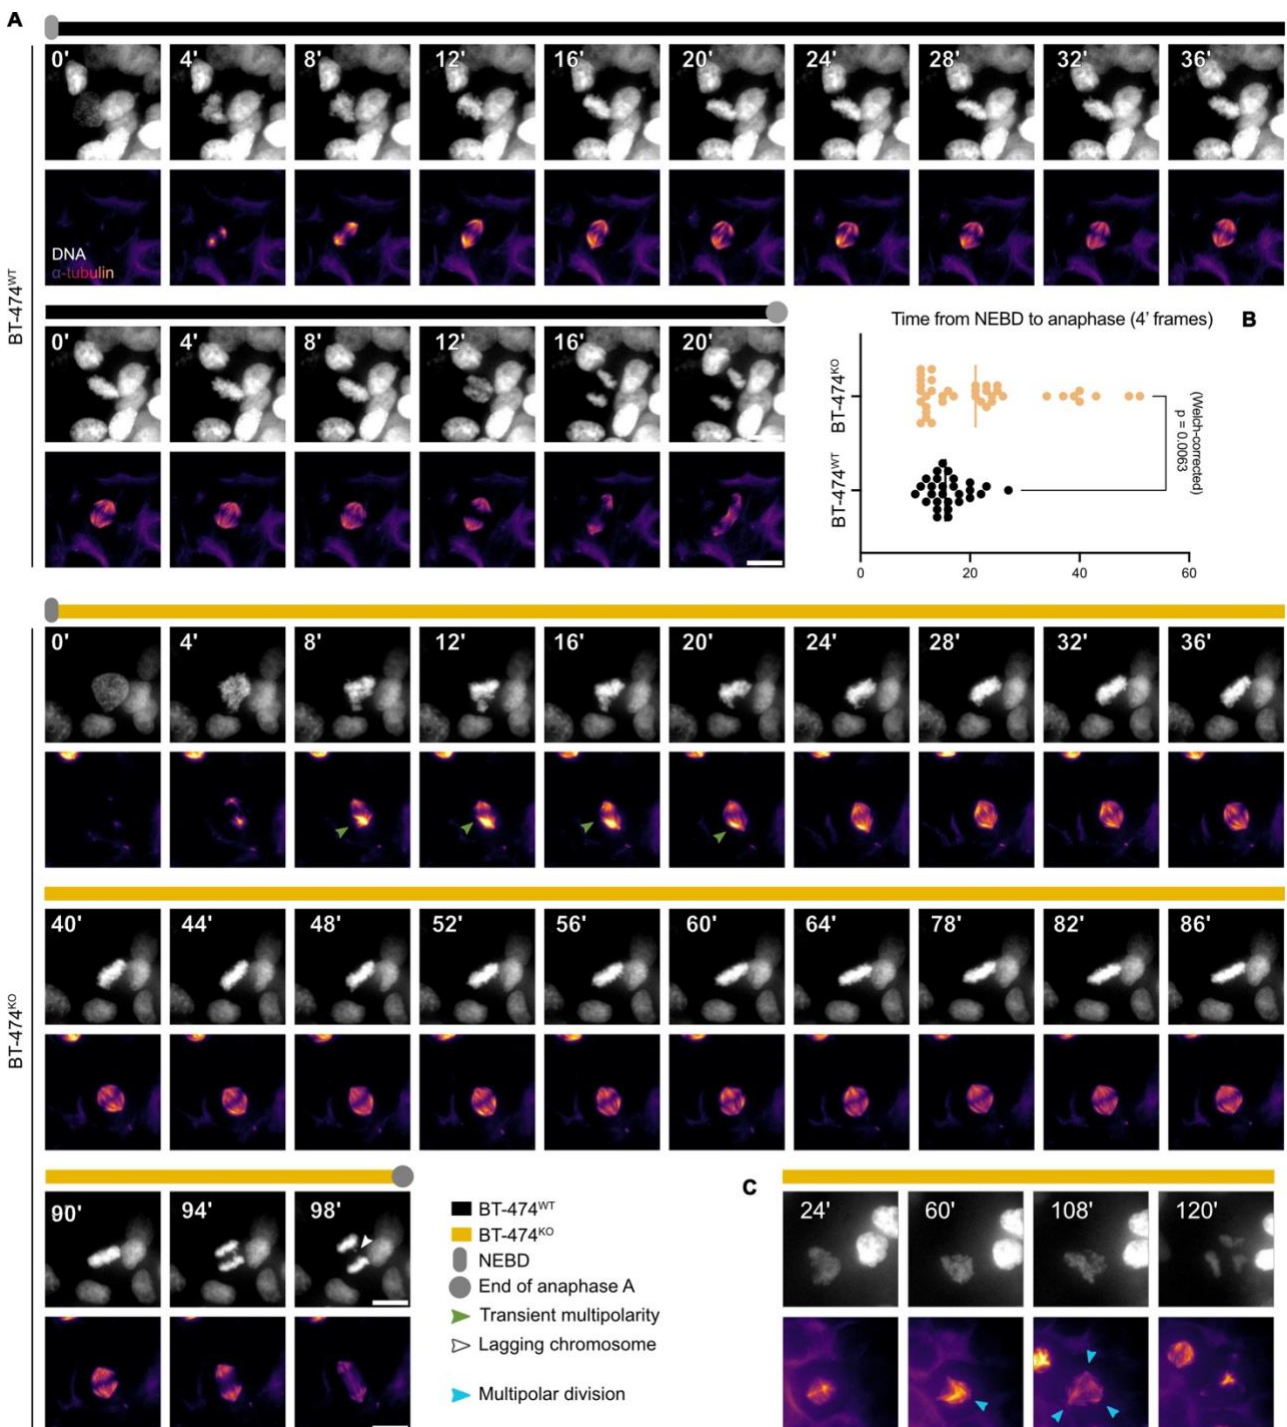 A
BT-474WT
0' 4' 8' 12' 16' 20' 24' 28' 32' 36'
DNA
α-tubulin
0' 4' 8' 12' 16' 20'
B
Time from NEBD to anaphase (4' frames)
BT-474KO
BT-474WT
(Welch-corrected)
p = 0.0063
0 20 40 60
BT-474KO
0' 4' 8' 12' 16' 20' 24' 28' 32' 36'
40' 44' 48' 52' 56' 60' 64' 78' 82' 86'
90' 94' 98'
BT-474WT
BT-474KO
NEBD
End of anaphase A
Transient multipolarity
Lagging chromosome
Multipolar division
C
24' 60' 108' 120'